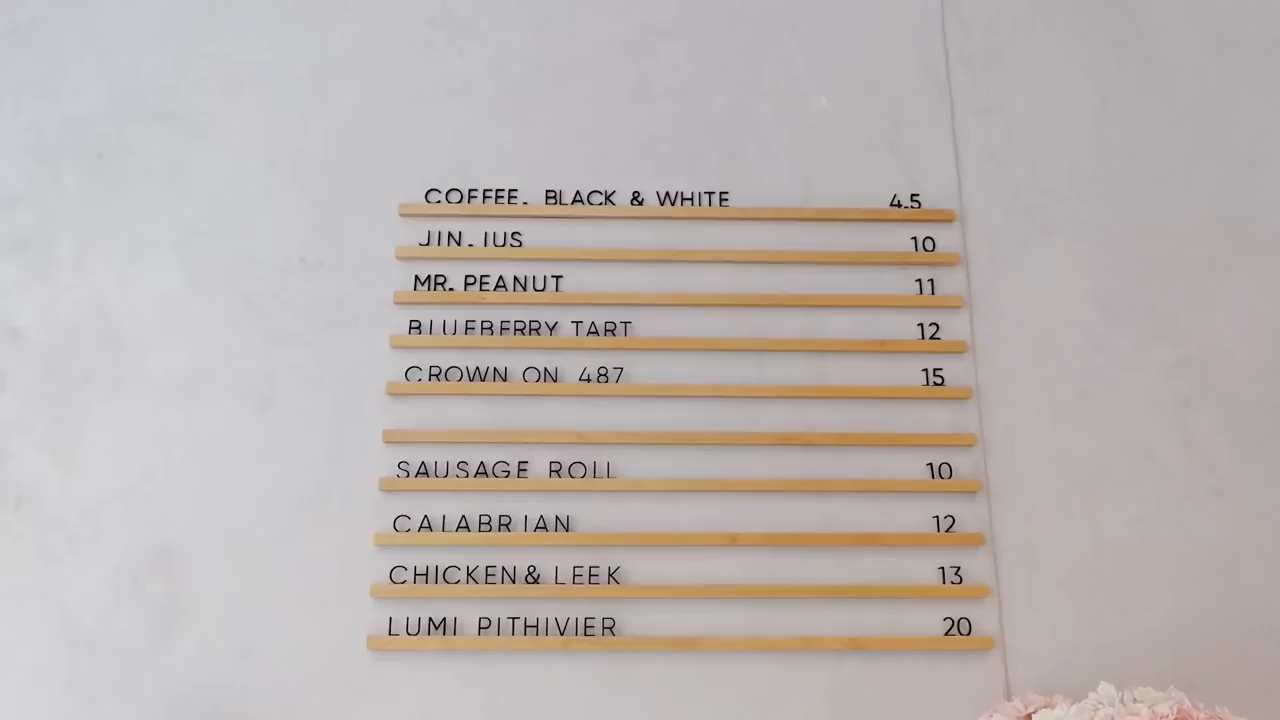 COFFEE. BLACK & WHITE 4.5
JIN.JUS 10
MR. PEANUT 11
BLUEBERRY TART 12
CROWN ON 487 15
SAUSAGE ROLL 10
CALABRIAN 12
CHICKEN & LEEK 13
LUMI PITHIVIER 20